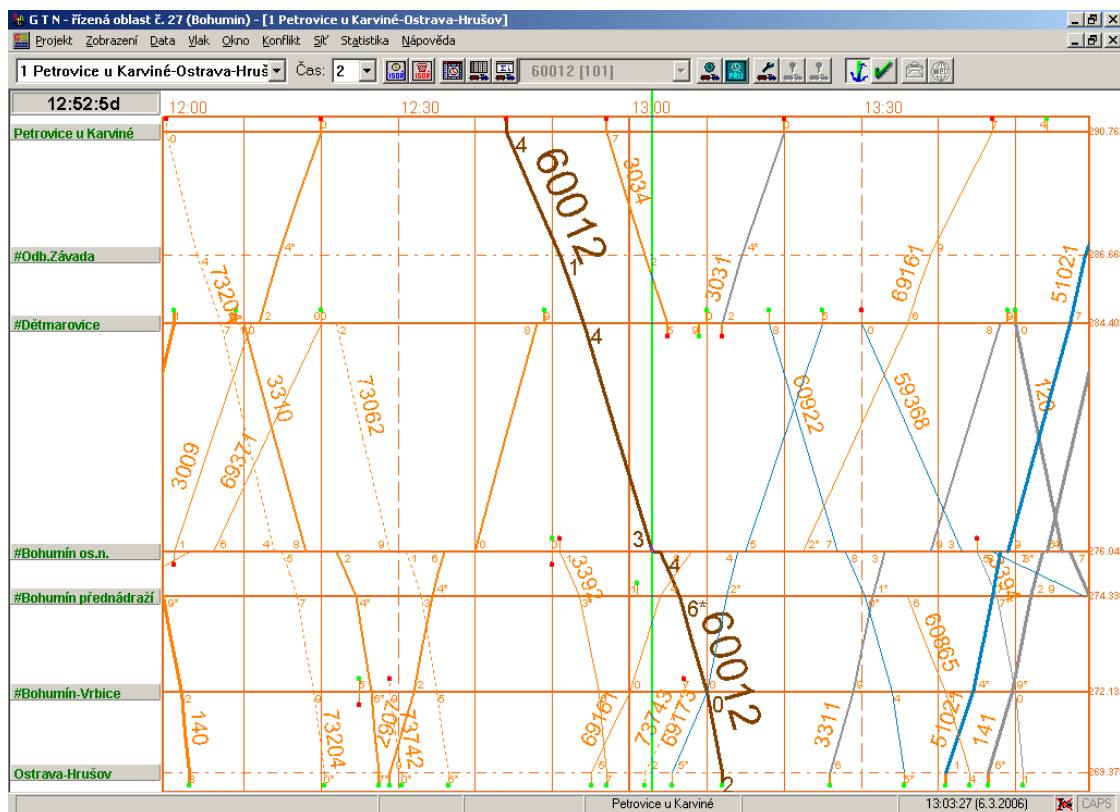 G T N - řízená oblast č. 27 (Bohumin) - [1 Petrovice u Karviné-Ostrava-Hrušov]
Projekt Zobrazení Data Vlak Okno Konflikt Síť Statistika Nápověda
1 Petrovice u Karviné-Ostrava-Hruš Čas: 2 60012 [101]
12:52:5d 12:00 12:30 13:00 13:30
Petrovice u Karviné 290.76
60012 3034
#Odb.Závada 286.66
73204 3031 69161 51021
#Dětmarovice 284.40
3310 73062 60922 59368 120
3009 69371
#Bohumín os.n. 276.04
3392
#Bohumín přednádraží 274.33
60012 60865
#Bohumín-Vrbice 272.13
140 73204 73742 69161 73743 69173 3311 51021 141
Ostrava-Hrušov 269.37
Petrovice u Karviné 13:03:27 (6.3.2006) CAPS